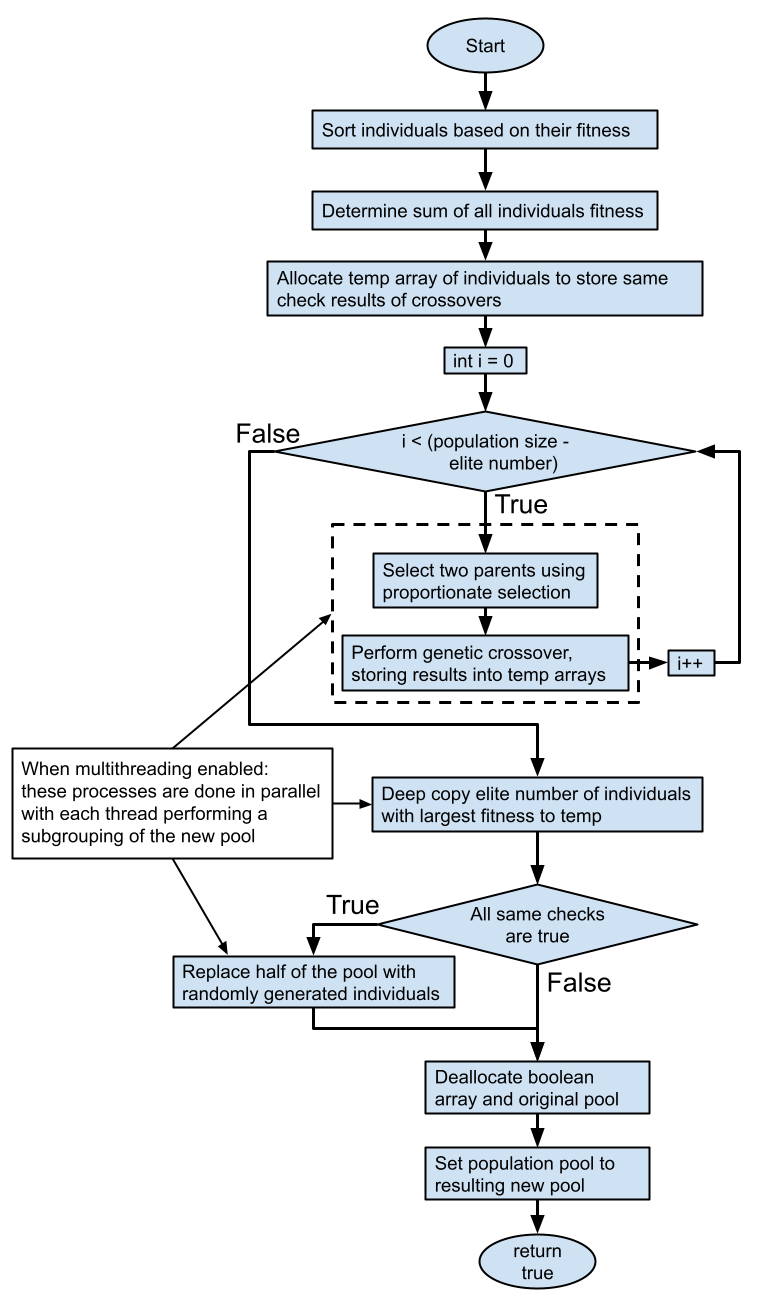 Start
Sort individuals based on their fitness
Determine sum of all individuals fitness
Allocate temp array of individuals to store same
check results of crossovers
int i = 0
False
i < (population size -
elite number)
True
Select two parents using
proportionate selection
Perform genetic crossover,
storing results into temp arrays
i++
When multithreading enabled:
these processes are done in parallel
with each thread performing a
subgrouping of the new pool
Deep copy elite number of individuals
with largest fitness to temp
True
All same checks
are true
Replace half of the pool with
randomly generated individuals
False
Deallocate boolean
array and original pool
Set population pool to
resulting new pool
return
true